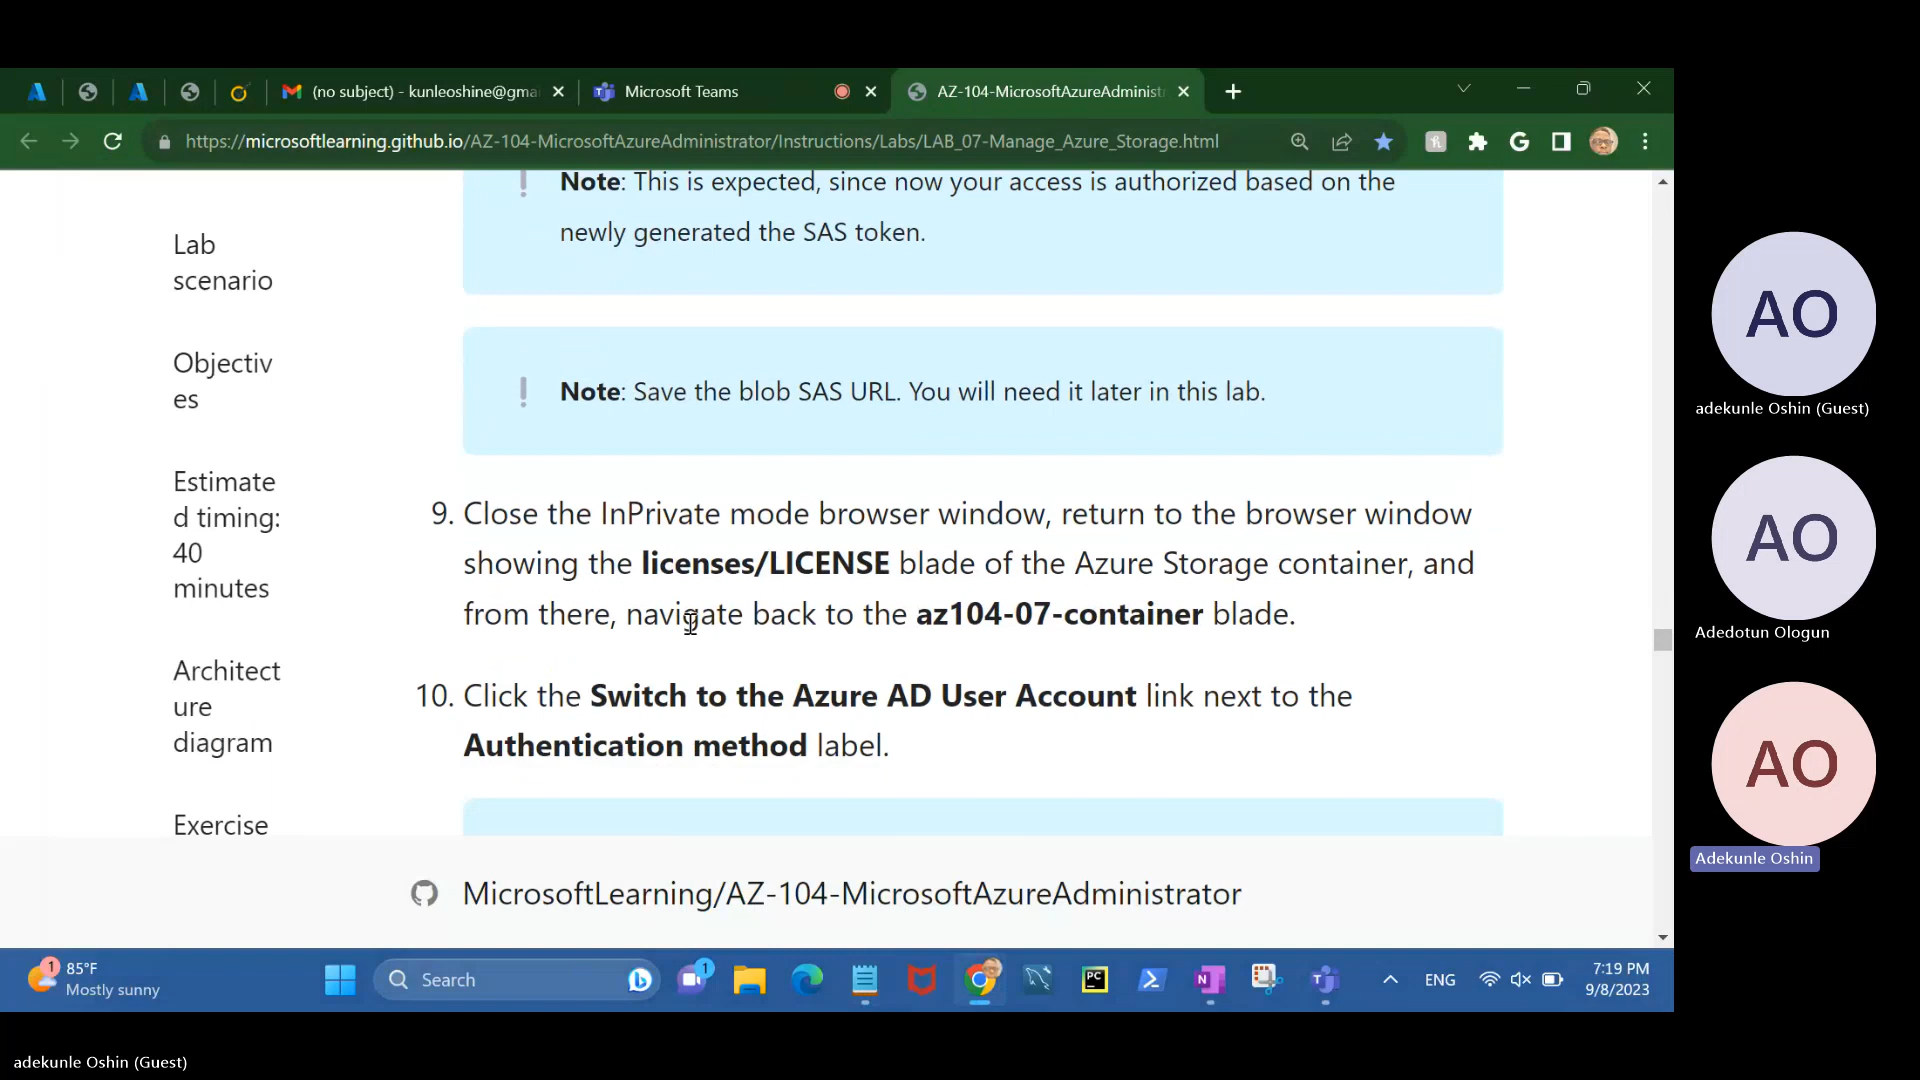 (no subject) - kunleoshine@gma
Microsoft Teams
AZ-104-MicrosoftAzureAdminist
https://microsoftlearning.github.io/AZ-104-MicrosoftAzureAdministrator/Instructions/Labs/LAB_07-Manage_Azure_Storage.html
Lab
scenario
Objectiv
es
Estimate
d timing:
40
minutes
Architect
ure
diagram
Exercise
Note: This is expected, since now your access is authorized based on the
newly generated the SAS token.
Note: Save the blob SAS URL. You will need it later in this lab.
9. Close the InPrivate mode browser window, return to the browser window
showing the licenses/LICENSE blade of the Azure Storage container, and
from there, navigate back to the az104-07-container blade.
10. Click the Switch to the Azure AD User Account link next to the
Authentication method label.
MicrosoftLearning/AZ-104-MicrosoftAzureAdministrator
1
85°F
Mostly sunny
Search
1
PC
N
T
ENG
7:19 PM
9/8/2023
AO
adekunle Oshin (Guest)
AO
Adedotun Ologun
AO
Adekunle Oshin
adekunle Oshin (Guest)